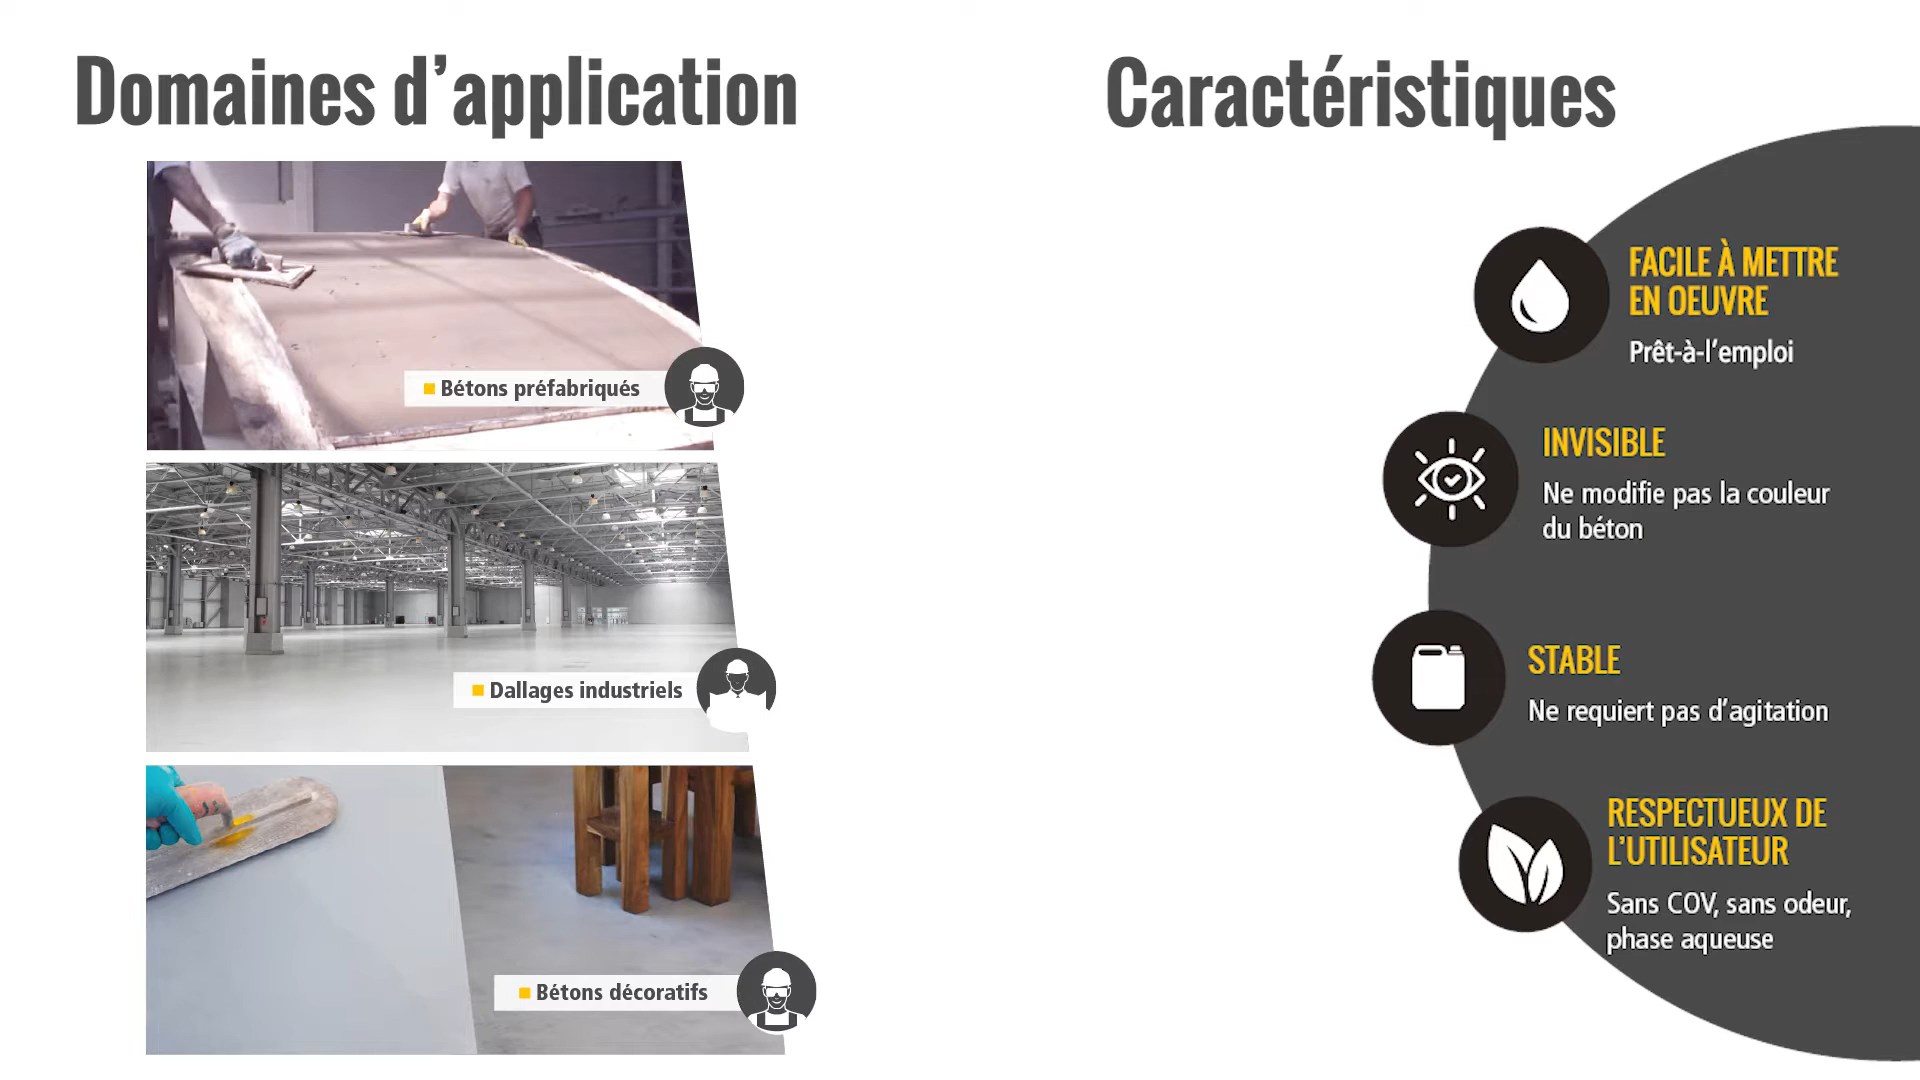 Domaines d’application
Bétons préfabriqués
Dallages industriels
Bétons décoratifs
Caractéristiques
FACILE À METTRE
EN OEUVRE
Prêt-à-l’emploi
INVISIBLE
Ne modifie pas la couleur
du béton
STABLE
Ne requiert pas d’agitation
RESPECTUEUX DE
L’UTILISATEUR
Sans COV, sans odeur,
phase aqueuse